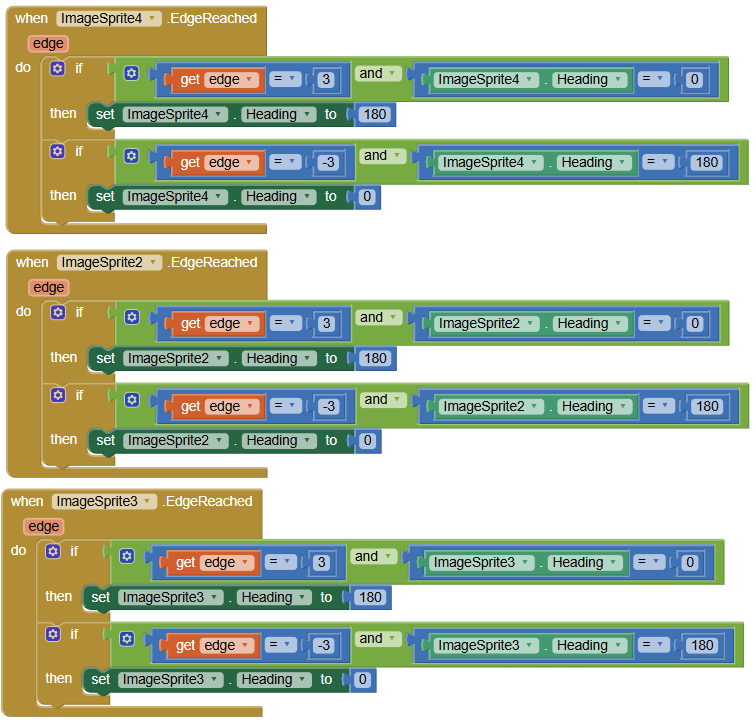 when ImageSprite4 .EdgeReached
edge
do if get edge = 3 and ImageSprite4 . Heading = 0
then set ImageSprite4 . Heading to 180
if get edge = -3 and ImageSprite4 . Heading = 180
then set ImageSprite4 . Heading to 0
when ImageSprite2 .EdgeReached
edge
do if get edge = 3 and ImageSprite2 . Heading = 0
then set ImageSprite2 . Heading to 180
if get edge = -3 and ImageSprite2 . Heading = 180
then set ImageSprite2 . Heading to 0
when ImageSprite3 .EdgeReached
edge
do if get edge = 3 and ImageSprite3 . Heading = 0
then set ImageSprite3 . Heading to 180
if get edge = -3 and ImageSprite3 . Heading = 180
then set ImageSprite3 . Heading to 0